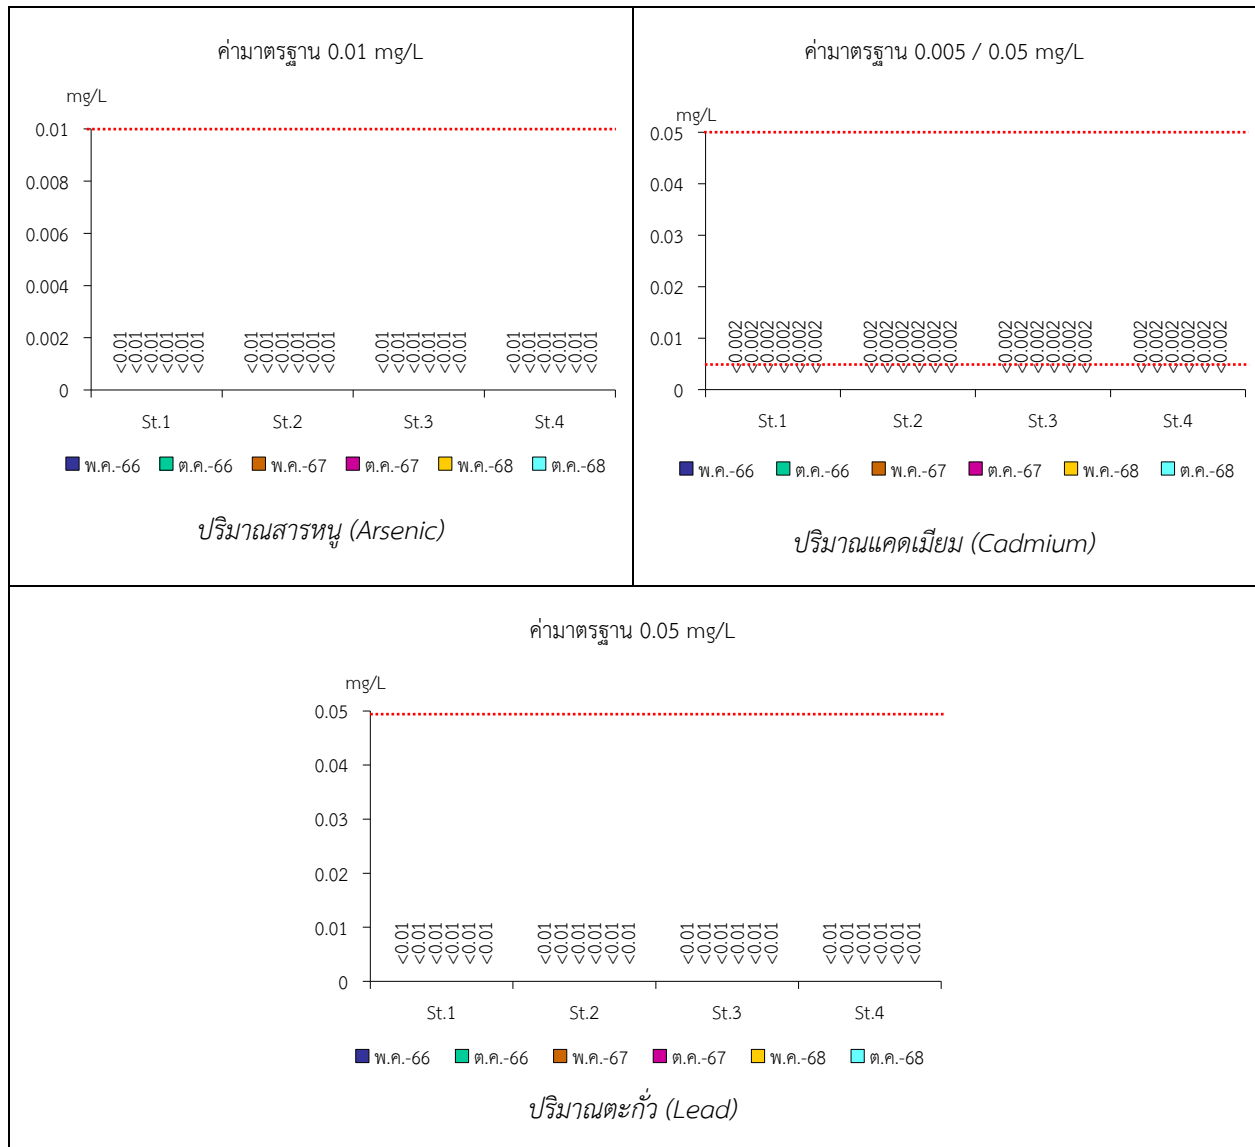 ค่ามาตรฐาน 0.01 mg/L
mg/L
0.01
0.008
0.006
0.004
0.002
0
<0.01 <0.01 <0.01 <0.01 <0.01 <0.01 <0.01 <0.01 <0.01 <0.01 <0.01 <0.01 <0.01 <0.01 <0.01 <0.01 <0.01 <0.01 <0.01 <0.01 <0.01 <0.01 <0.01 <0.01
St.1 St.2 St.3 St.4
พ.ค.-66 ต.ค.-66 พ.ค.-67 ต.ค.-67 พ.ค.-68 ต.ค.-68
ปริมาณสารหนู (Arsenic)
ค่ามาตรฐาน 0.005 / 0.05 mg/L
mg/L
0.05
0.04
0.03
0.02
0.01
0
<0.002 <0.002 <0.002 <0.002 <0.002 <0.002 <0.002 <0.002 <0.002 <0.002 <0.002 <0.002 <0.002 <0.002 <0.002 <0.002 <0.002 <0.002 <0.002 <0.002 <0.002 <0.002 <0.002 <0.002
St.1 St.2 St.3 St.4
พ.ค.-66 ต.ค.-66 พ.ค.-67 ต.ค.-67 พ.ค.-68 ต.ค.-68
ปริมาณแคดเมียม (Cadmium)
ค่ามาตรฐาน 0.05 mg/L
mg/L
0.05
0.04
0.03
0.02
0.01
0
<0.01 <0.01 <0.01 <0.01 <0.01 <0.01 <0.01 <0.01 <0.01 <0.01 <0.01 <0.01 <0.01 <0.01 <0.01 <0.01 <0.01 <0.01 <0.01 <0.01 <0.01 <0.01 <0.01 <0.01
St.1 St.2 St.3 St.4
พ.ค.-66 ต.ค.-66 พ.ค.-67 ต.ค.-67 พ.ค.-68 ต.ค.-68
ปริมาณตะกั่ว (Lead)